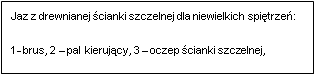 Jaz z drewnianej ścianki szczelnej dla niewielkich spiętrzeń:
1-brus, 2 – pal kierujący, 3 – oczep ścianki szczelnej,